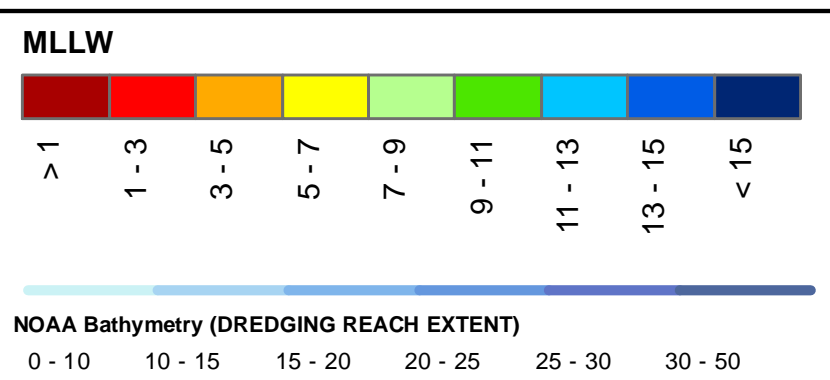 MLLW
> 1
1 - 3
3 - 5
5 - 7
7 - 9
9 - 11
11 - 13
13 - 15
< 15
NOAA Bathymetry (DREDGING REACH EXTENT)
0 - 10 10 - 15 15 - 20 20 - 25 25 - 30 30 - 50